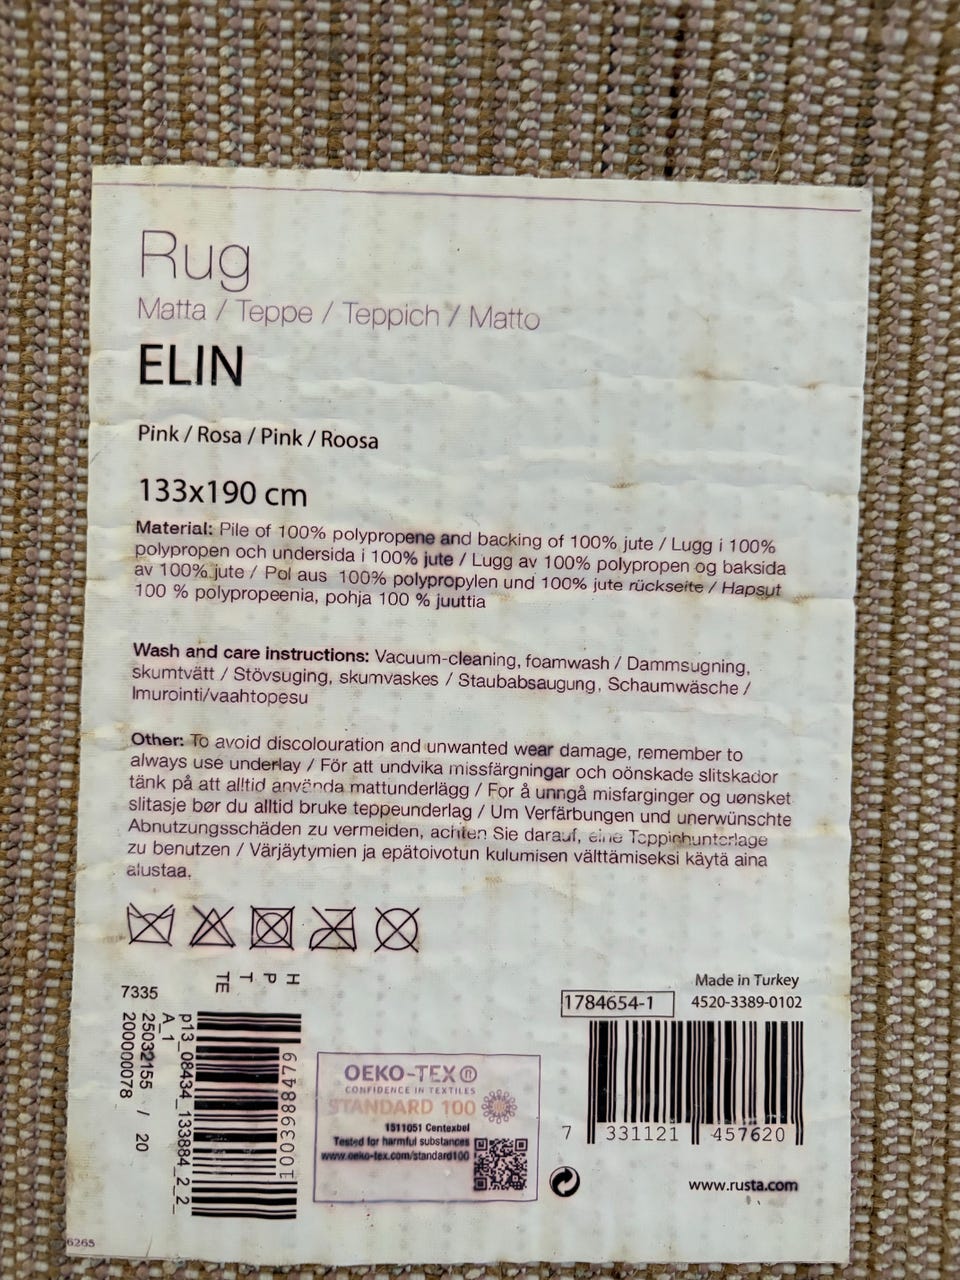 Rug
Matta / Teppe / Teppich / Matto
ELIN
Pink / Rosa / Pink / Roosa
133x190 cm
Material: Pile of 100% polypropene and backing of 100% jute / Lugg i 100%
polypropen och undersida i 100% jute / Lugg av 100% polypropen og baksida
av 100% jute / Pol aus 100% polypropylen und 100% jute rückseite / Hapsut
100 % polypropeenia, pohja 100 % juuttia
Wash and care instructions: Vacuum-cleaning, foamwash / Dammsugning,
skumtvätt / Stövsuging, skumvaskes / Staubabsaugung, Schaumwäsche /
Imurointi/vaahtopesu
Other: To avoid discolouration and unwanted wear damage, remember to
always use underlay / För att undvika missfärgningar och oönskade slitskador
tänk på att alltid använda mattunderlägg / For å unngå misfarginger og uønsket
slitasje bør du alltid bruke teppeunderlag / Um Verfärbungen und unerwünschte
Abnutzungsschäden zu vermeiden, achten Sie darauf, eine Teppichunterlage
zu benutzen / Värjäytymien ja epätoivotun kulumisen välttämiseksi käytä aina
alustaa.
H
P
T
TE
7335
p13_08434_133884_2_2_
A_1
25032155 / 20
200000078
OEKO-TEX®
CONFIDENCE IN TEXTILES
STANDARD 100
1511051 Centexbel
Tested for harmful substances
www.oeko-tex.com/standard100
Made in Turkey
1784654-1 4520-3389-0102
7 331121 457620
www.rusta.com
6265